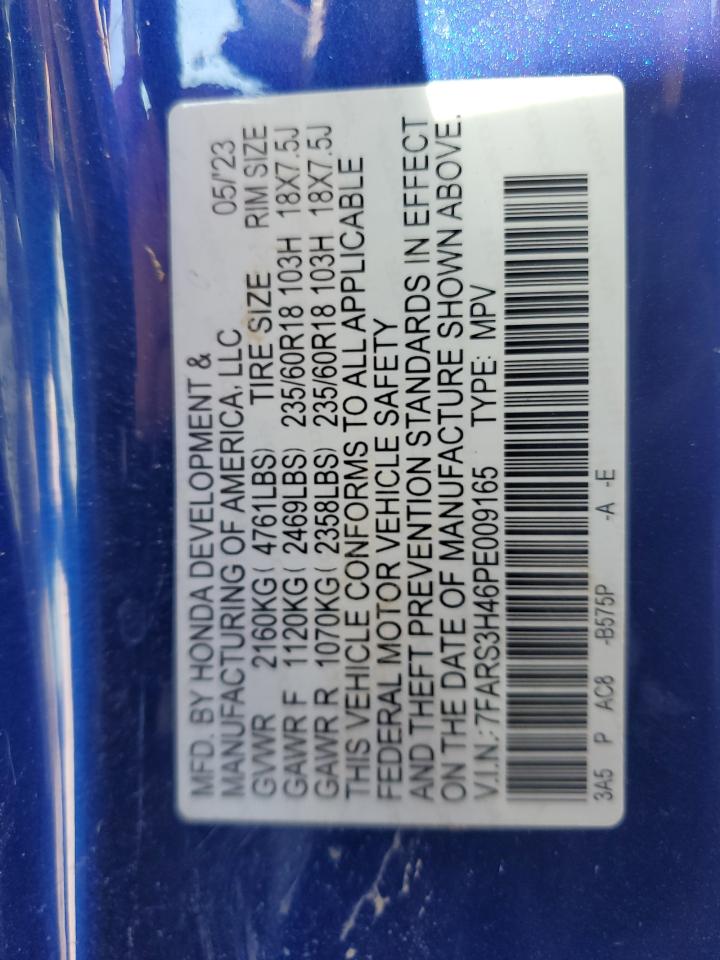 MFD. BY HONDA DEVELOPMENT &
MANUFACTURING OF AMERICA, LLC 05/'23
GVWR 2160KG( 4761LBS) TIRE SIZE RIM SIZE
GAWR F 1120KG( 2469LBS) 235/60R18 103H 18X7.5J
GAWR R 1070KG( 2358LBS) 235/60R18 103H 18X7.5J
THIS VEHICLE CONFORMS TO ALL APPLICABLE
FEDERAL MOTOR VEHICLE SAFETY
AND THEFT PREVENTION STANDARDS IN EFFECT
ON THE DATE OF MANUFACTURE SHOWN ABOVE.
V.I.N.:7FARS3H46PE009165 TYPE: MPV
3A5 P AC8 -B575P -A -E